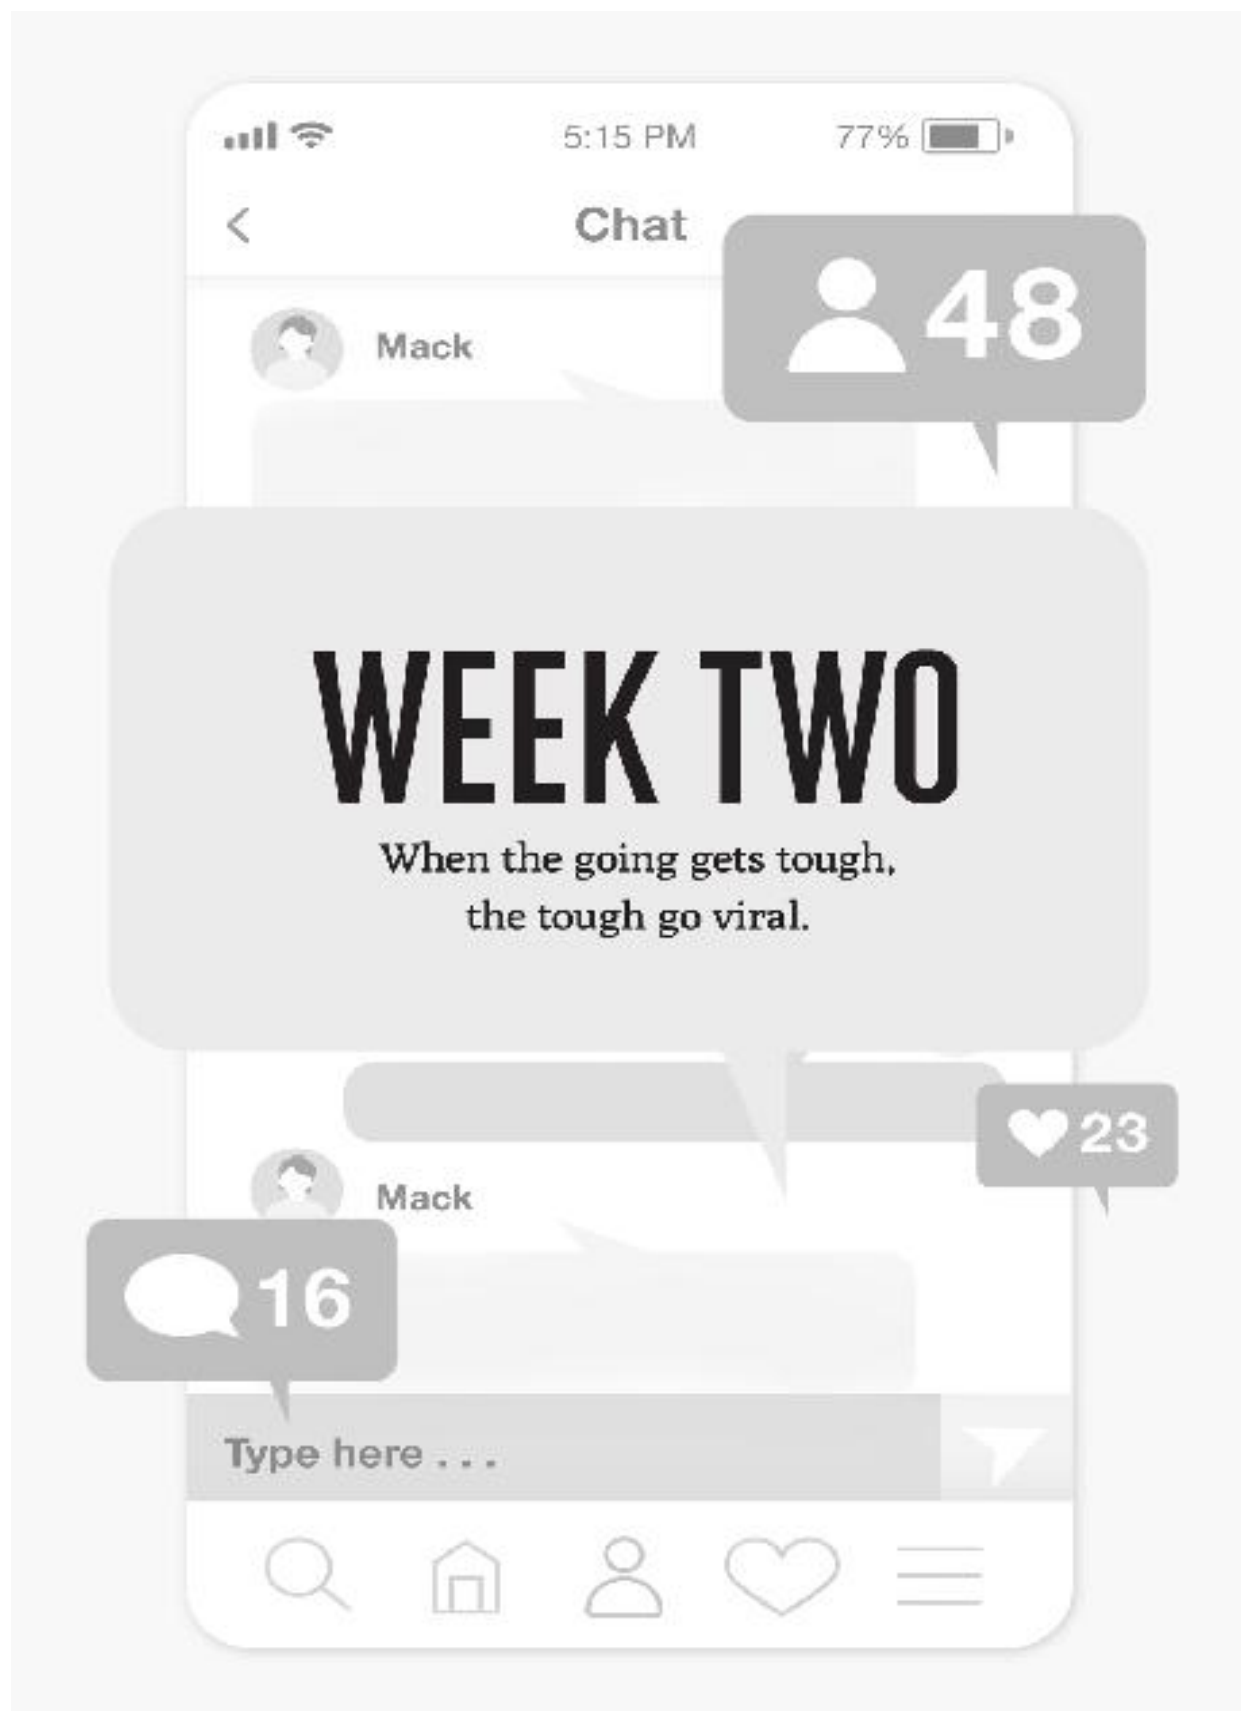 5:15 PM 77%
Chat
48
Mack
WEEK TWO
When the going gets tough,
the tough go viral.
23
Mack
16
Type here . . .